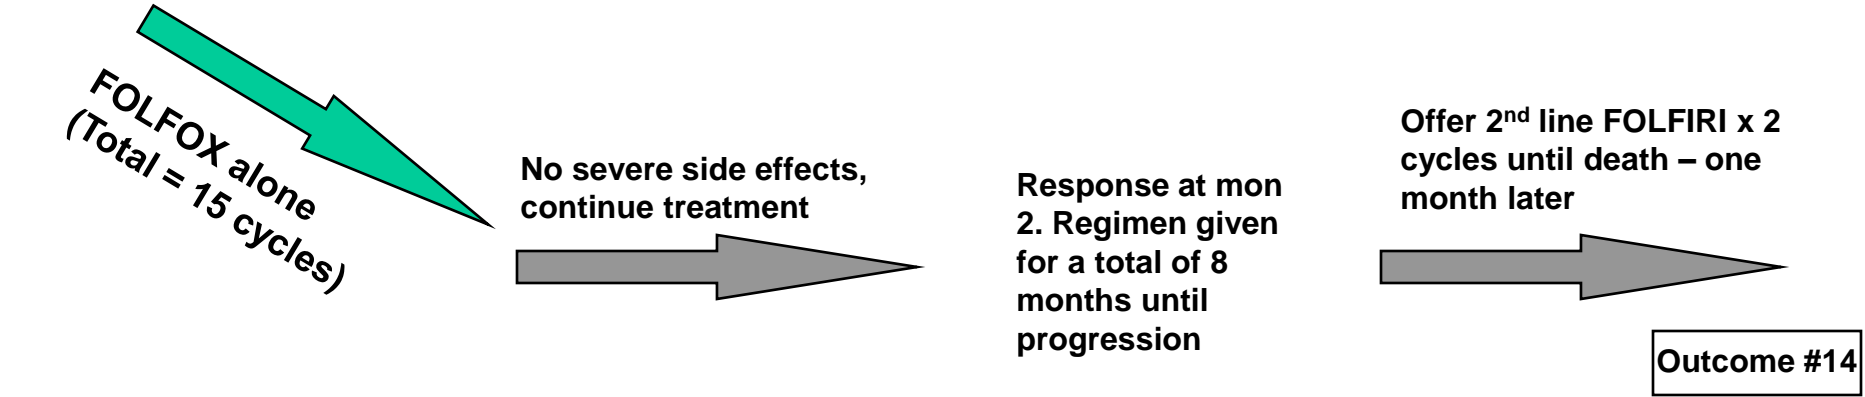 FOLFOX alone
(Total = 15 cycles)
No severe side effects,
continue treatment
Response at mon
2. Regimen given
for a total of 8
months until
progression
Offer 2nd line FOLFIRI x 2
cycles until death – one
month later
Outcome #14